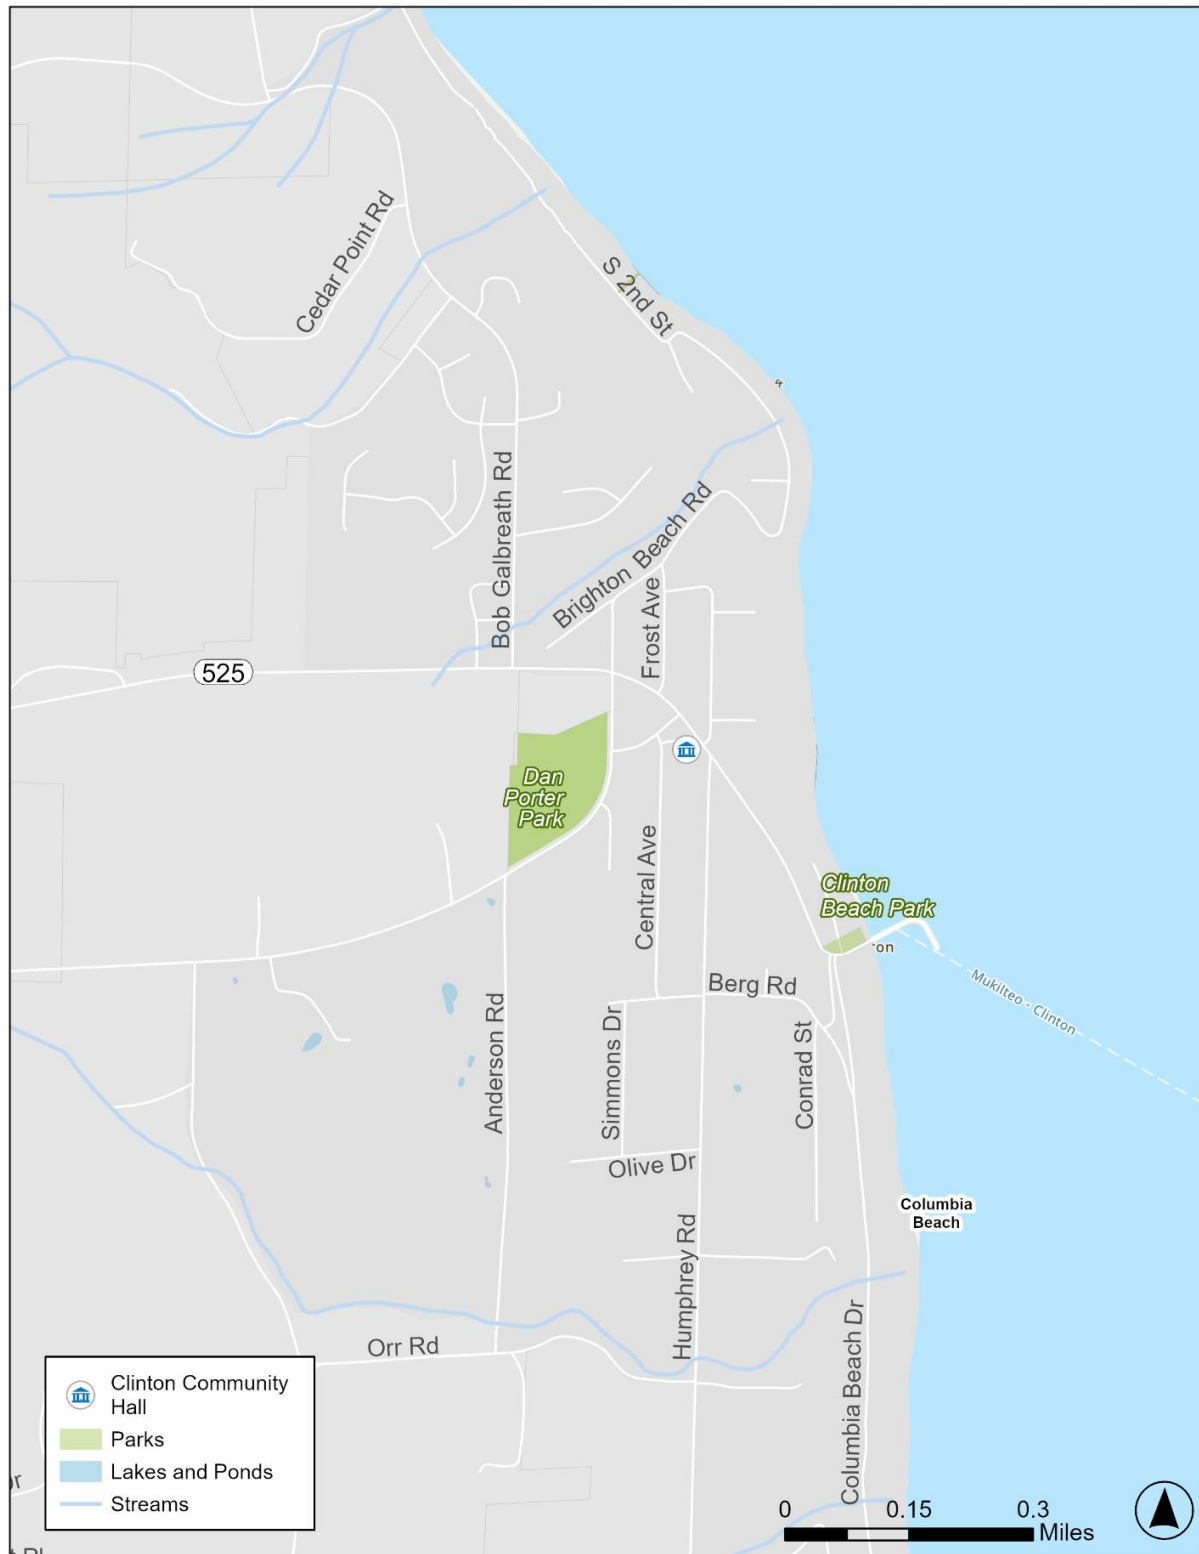 Cedar Point Rd
S 2nd St
Bob Galbreath Rd
Brighton Beach Rd
Frost Ave
525
Dan
Porter
Park
Central Ave
Clinton
Beach Park
Mukilteo - Clinton
Berg Rd
Anderson Rd
Simmons Dr
Conrad St
Olive Dr
Columbia
Beach
Humphrey Rd
Columbia Beach Dr
Orr Rd
Clinton Community
Hall
Parks
Lakes and Ponds
Streams
0 0.15 0.3
Miles